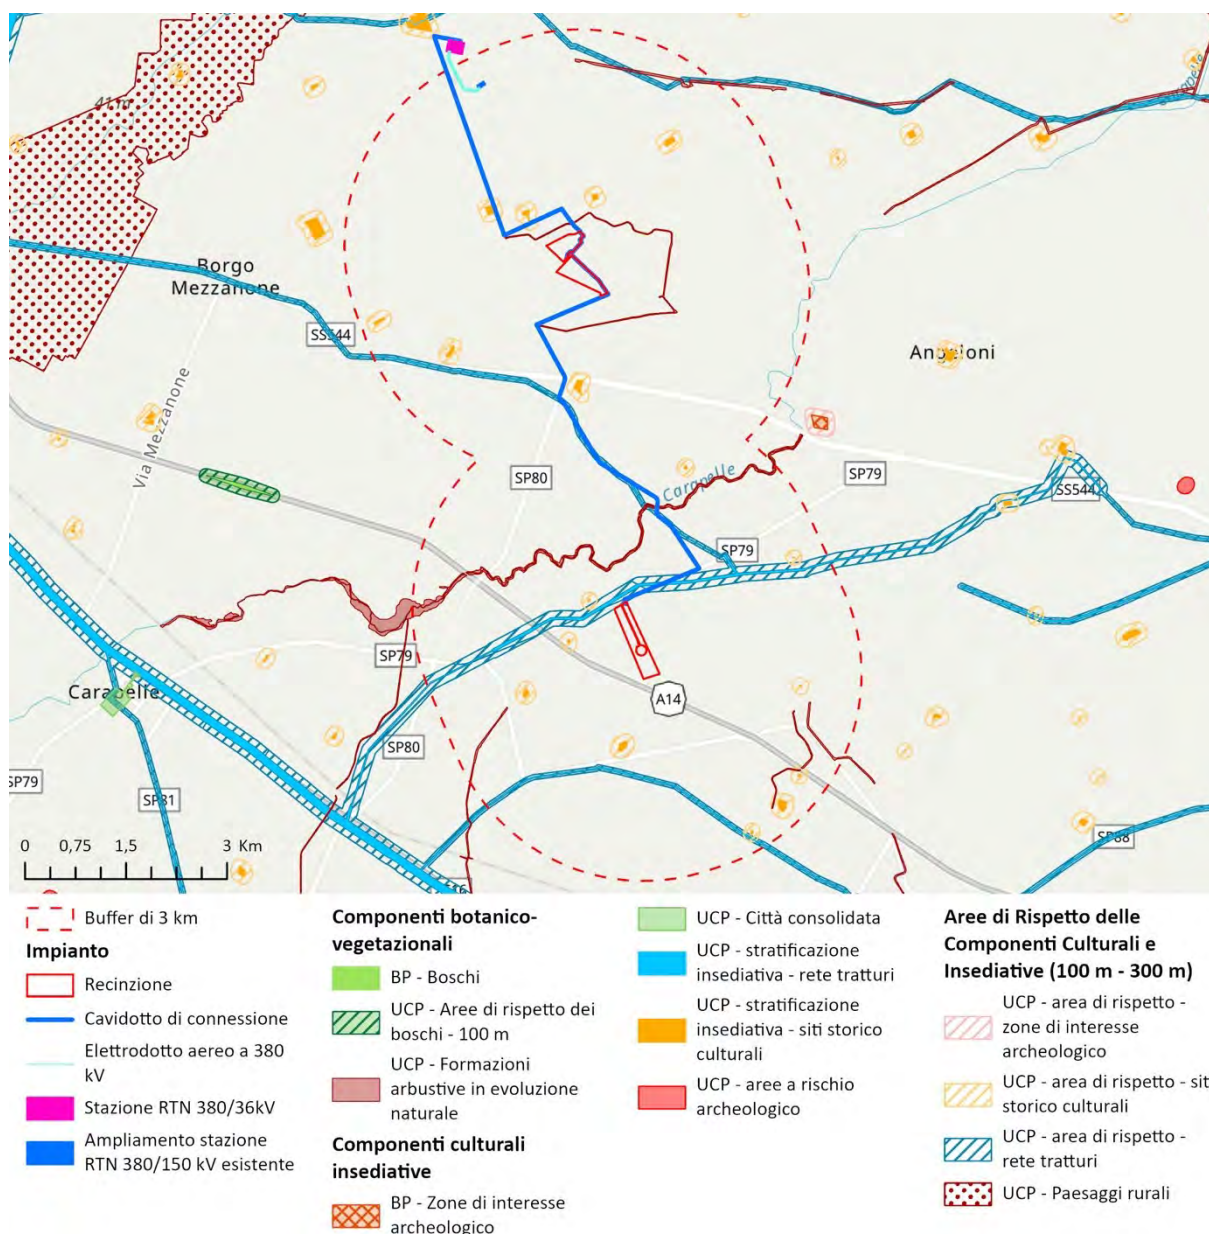 41 m
Carapelle
Borgo
Mezzanone
SS544
Angeloni
Via Mezzanone
SP80
Carapelle
SP79
SS544
SP79
SP79
Carapelle
A14
SP80
SP79
SP81
SP88
0 0,75 1,5 3 Km
Buffer di 3 km
Impianto
Recinzione
Cavidotto di connessione
Elettrodotto aereo a 380
kV
Stazione RTN 380/36kV
Ampliamento stazione
RTN 380/150 kV esistente
Componenti botanico-
vegetazionali
BP - Boschi
UCP - Aree di rispetto dei
boschi - 100 m
UCP - Formazioni
arbustive in evoluzione
naturale
Componenti culturali
insediative
BP - Zone di interesse
archeologico
UCP - Città consolidata
UCP - stratificazione
insediativa - rete tratturi
UCP - stratificazione
insediativa - siti storico
culturali
UCP - aree a rischio
archeologico
Aree di Rispetto delle
Componenti Culturali e
Insediative (100 m - 300 m)
UCP - area di rispetto -
zone di interesse
archeologico
UCP - area di rispetto - sit
storico culturali
UCP - area di rispetto -
rete tratturi
UCP - Paesaggi rurali